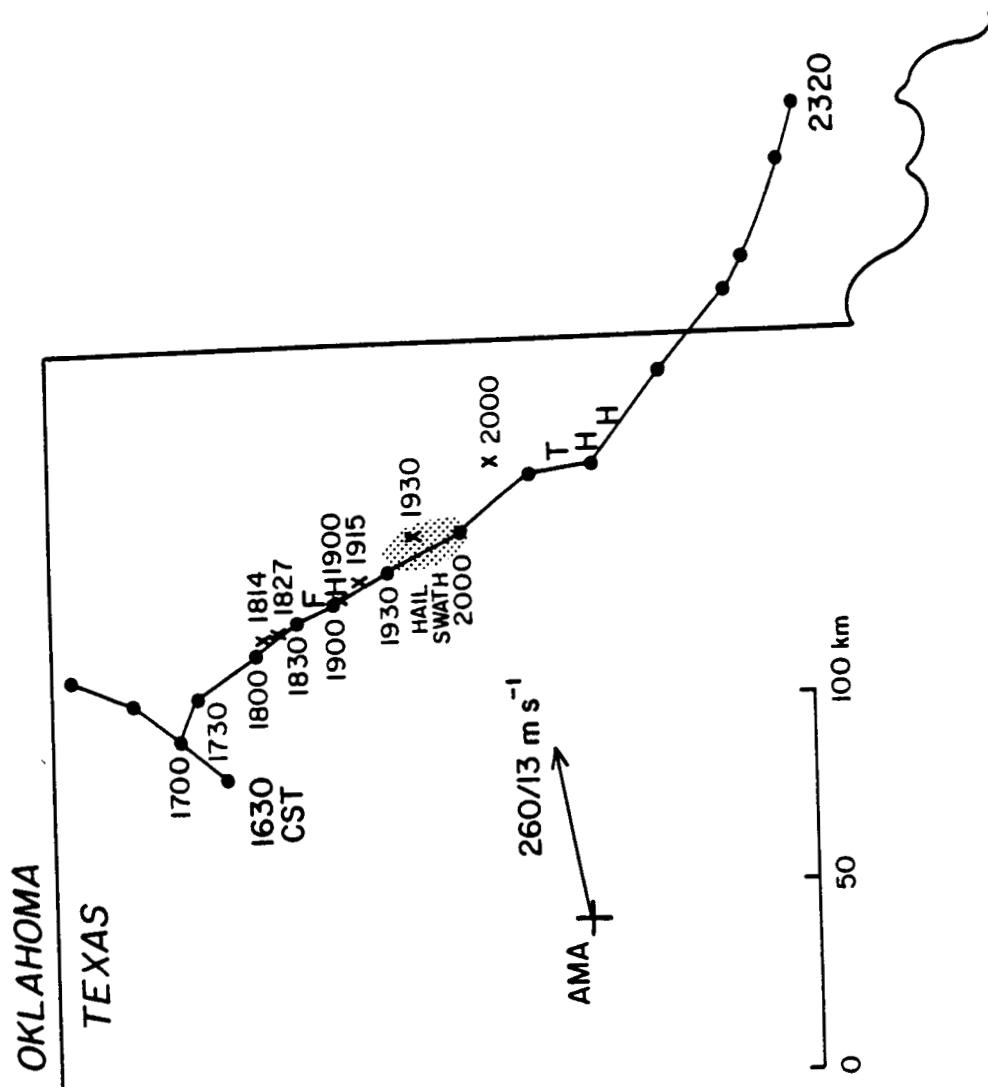 OKLAHOMA
TEXAS
1700
1730
1630
CST
1800
x 1814
x 1827
1830
F
1900
H 1900
x 1915
1930
x 1930
HAIL
SWATH
2000
x 2000
T
H
H
2320
AMA
260/13 m s⁻¹
0 50 100 km